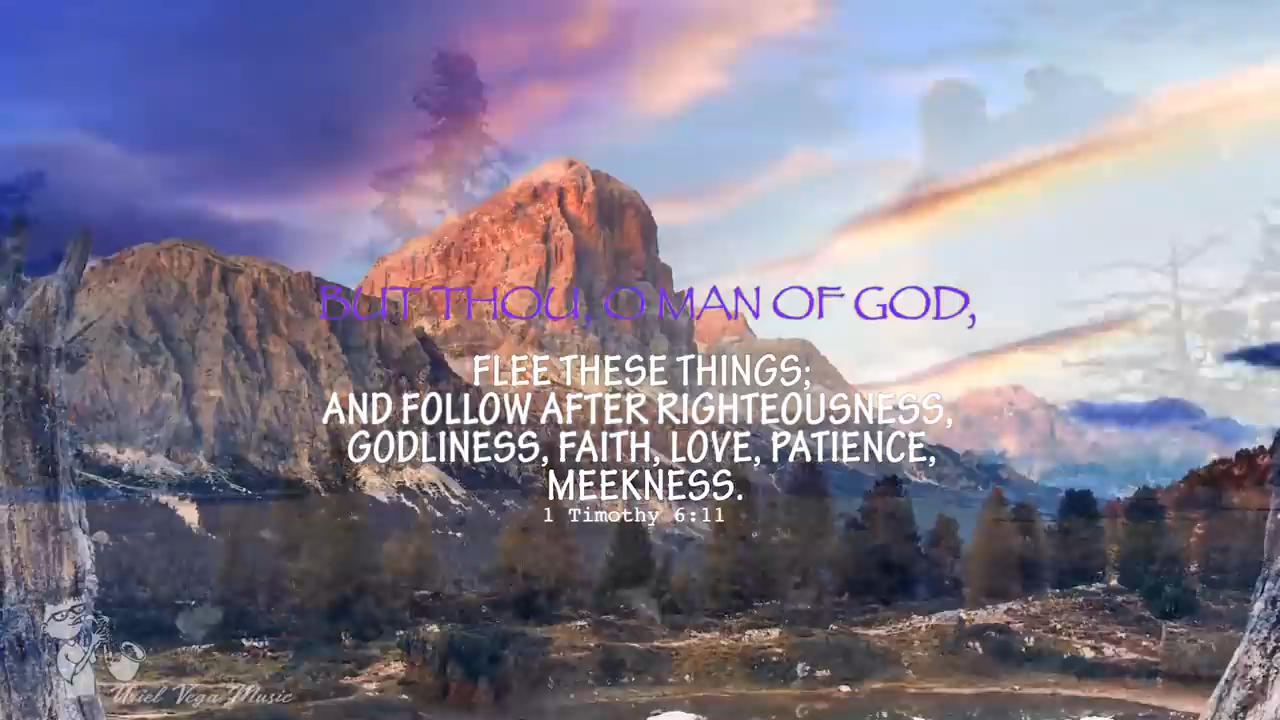 BUT THOU, O MAN OF GOD,
FLEE THESE THINGS;
AND FOLLOW AFTER RIGHTEOUSNESS,
GODLINESS, FAITH, LOVE, PATIENCE,
MEEKNESS.
1 Timothy 6:11
Uriel Vega Music